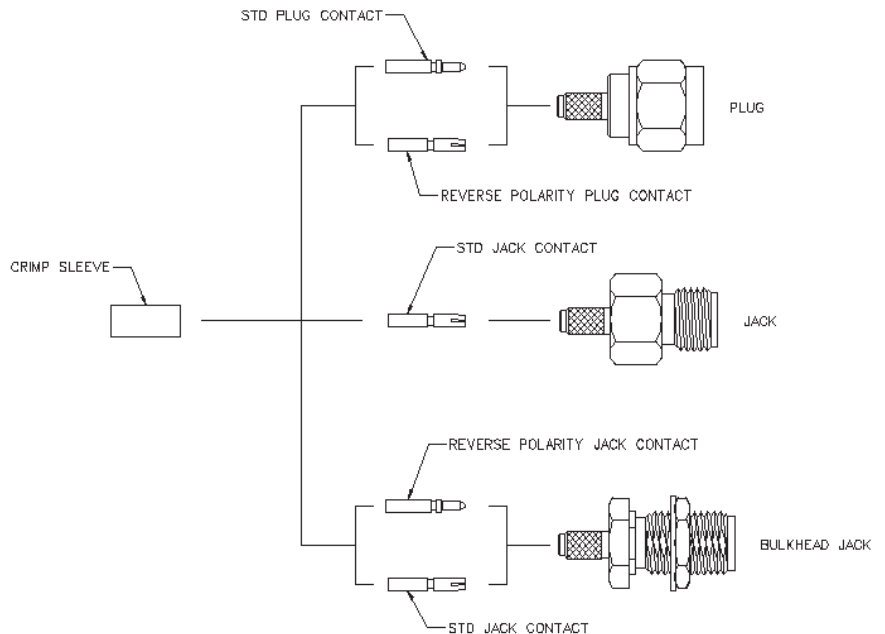 STD PLUG CONTACT
PLUG
REVERSE POLARITY PLUG CONTACT
STD JACK CONTACT
CRIMP SLEEVE
JACK
REVERSE POLARITY JACK CONTACT
BULKHEAD JACK
STD JACK CONTACT